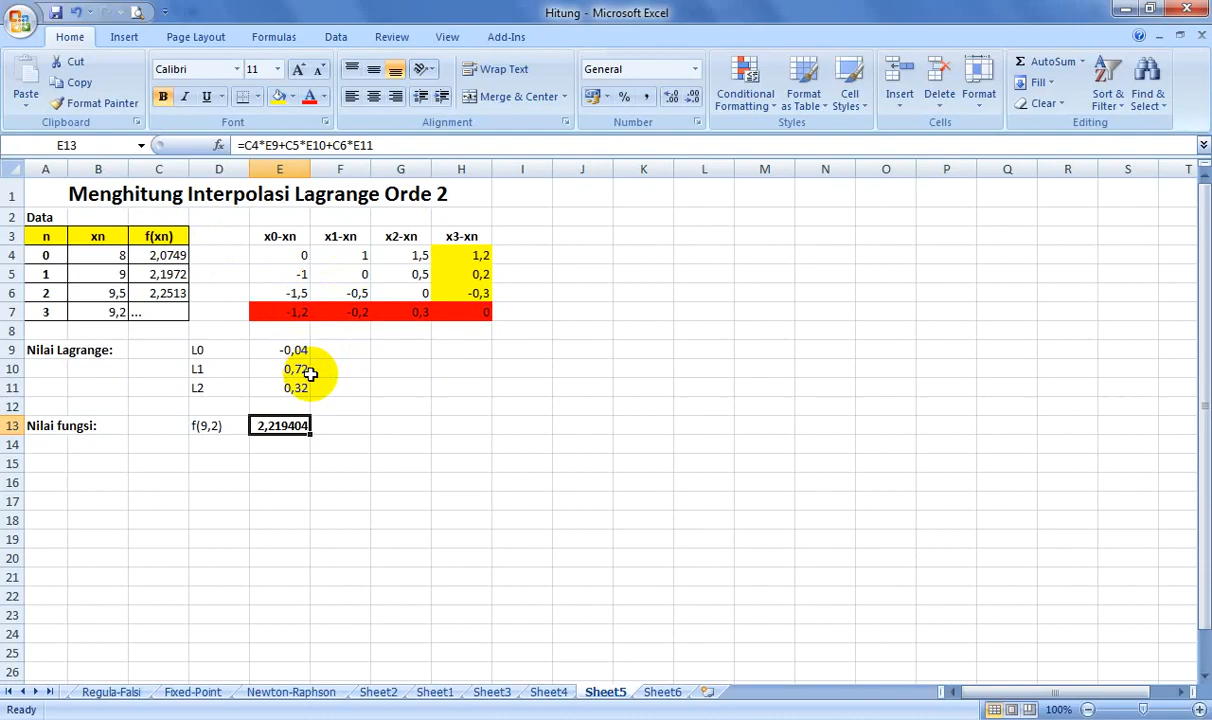 Hitung - Microsoft Excel
Home Insert Page Layout Formulas Data Review View Add-Ins
Cut
Copy
Format Painter
Paste
Clipboard
Calibri 11
B I U
Font
Wrap Text
Merge & Center
Alignment
General
Number
Conditional Formatting
Format as Table
Cell Styles
Styles
Insert Delete Format
Cells
AutoSum
Fill
Clear
Sort & Filter
Find & Select
Editing
E13 fx =C4*E9+C5*E10+C6*E11
A B C D E F G H I J K L M N O P Q R S T
1 Menghitung Interpolasi Lagrange Orde 2
2 Data
3 n xn f(xn) x0-xn x1-xn x2-xn x3-xn
4 0 8 2,0749 0 1 1,5 1,2
5 1 9 2,1972 -1 0 0,5 0,2
6 2 9,5 2,2513 -1,5 -0,5 0 -0,3
7 3 9,2 ... -1,2 -0,2 0,3 0
8
9 Nilai Lagrange: L0 -0,04
10 L1 0,72
11 L2 0,32
12
13 Nilai fungsi: f(9,2) 2,219404
14
15
16
17
18
19
20
21
22
23
24
25
26
Regula-Falsi Fixed-Point Newton-Raphson Sheet2 Sheet1 Sheet3 Sheet4 Sheet5 Sheet6
Ready 100%